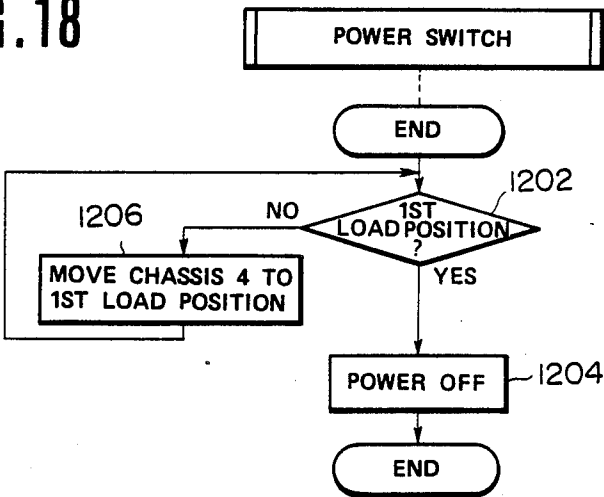 G.18
POWER SWITCH
END
1202
1ST
LOAD POSITION
?
NO
YES
1206
MOVE CHASSIS 4 TO
1ST LOAD POSITION
POWER OFF
1204
END